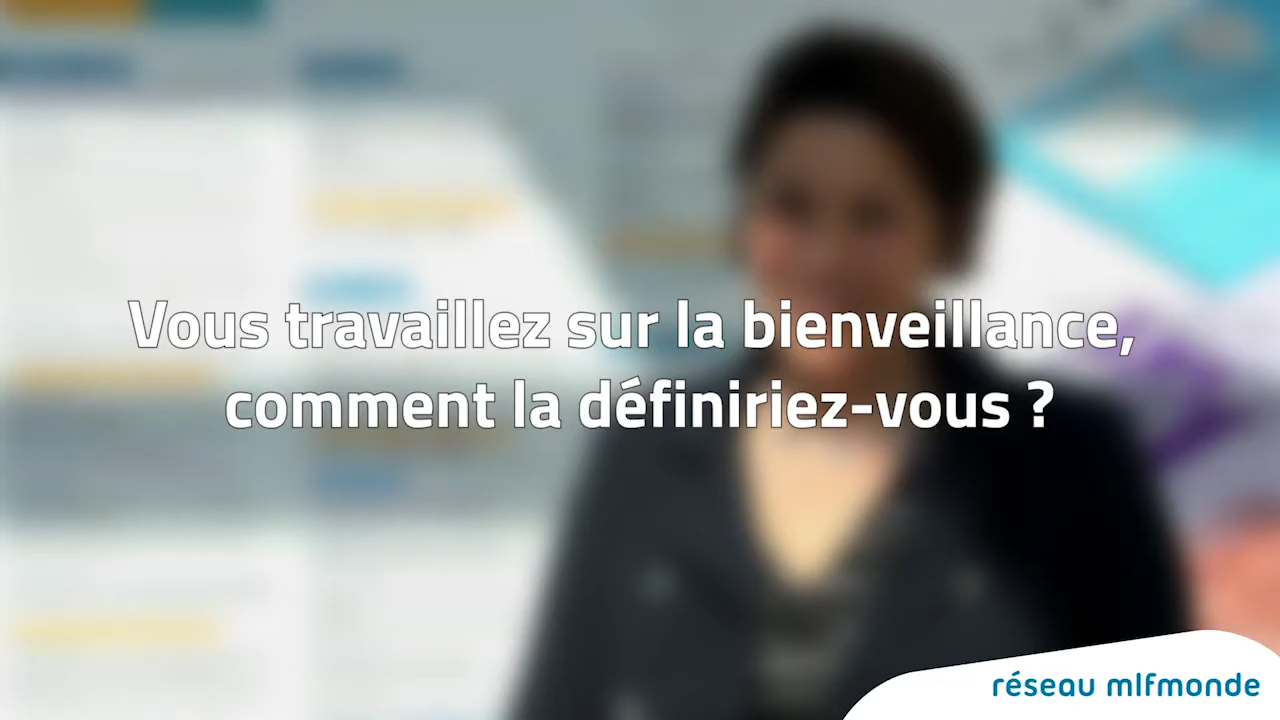 Vous travaillez sur la bienveillance,
comment la définiriez-vous ?
réseau mlfmonde